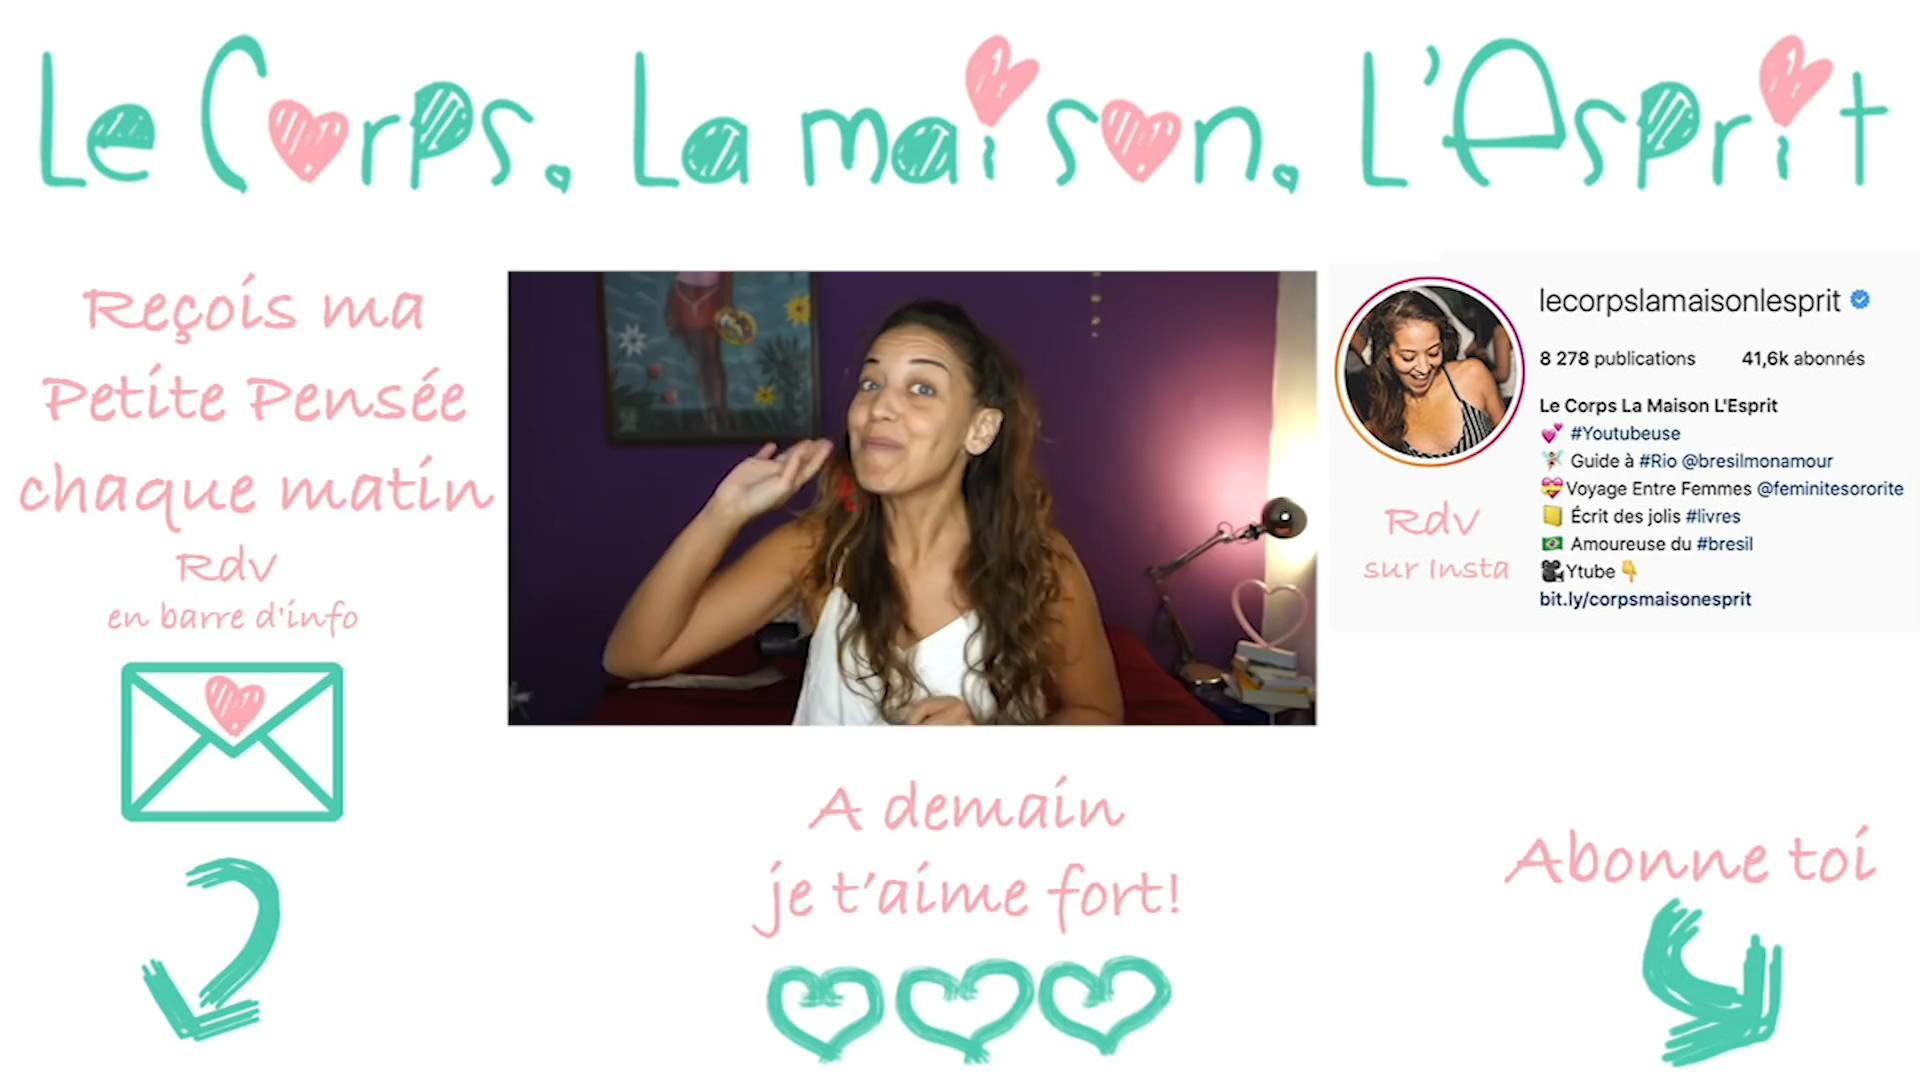 Le Corps. La maison. L'Esprit
Reçois ma
Petite Pensée
chaque matin
Rdv
en barre d'info
lecorpslamaisonlesprit
8 278 publications 41,6k abonnés
Le Corps La Maison L'Esprit
💕 #Youtubeuse
🧚 Guide à #Rio @bresilmonamour
💝Voyage Entre Femmes @feminitesororite
📒 Écrit des jolis #livres
🇧🇷 Amoureuse du #bresil
🎥Ytube 👇
bit.ly/corpsmaisonesprit
Rdv
sur Insta
A demain
je t'aime fort!
Abonne toi